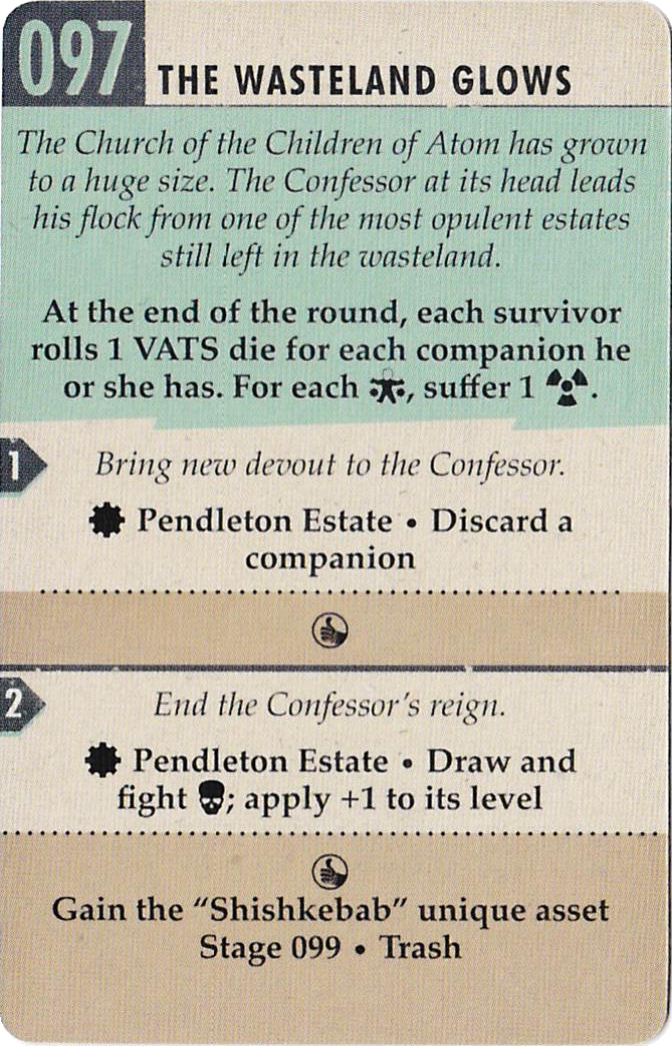 097 THE WASTELAND GLOWS
The Church of the Children of Atom has grown
to a huge size. The Confessor at its head leads
his flock from one of the most opulent estates
still left in the wasteland.
At the end of the round, each survivor
rolls 1 VATS die for each companion he
or she has. For each , suffer 1 .
1
Bring new devout to the Confessor.
Pendleton Estate • Discard a
companion
2
End the Confessor's reign.
Pendleton Estate • Draw and
fight ; apply +1 to its level
Gain the “Shishkebab” unique asset
Stage 099 • Trash